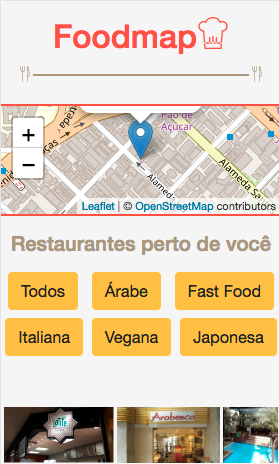 Foodmap
+
−
Pão de
Açúcar
Alameda Sa
Leaflet | © OpenStreetMap contributors
Restaurantes perto de você
Todos Árabe Fast Food
Italiana Vegana Japonesa
Arabesco